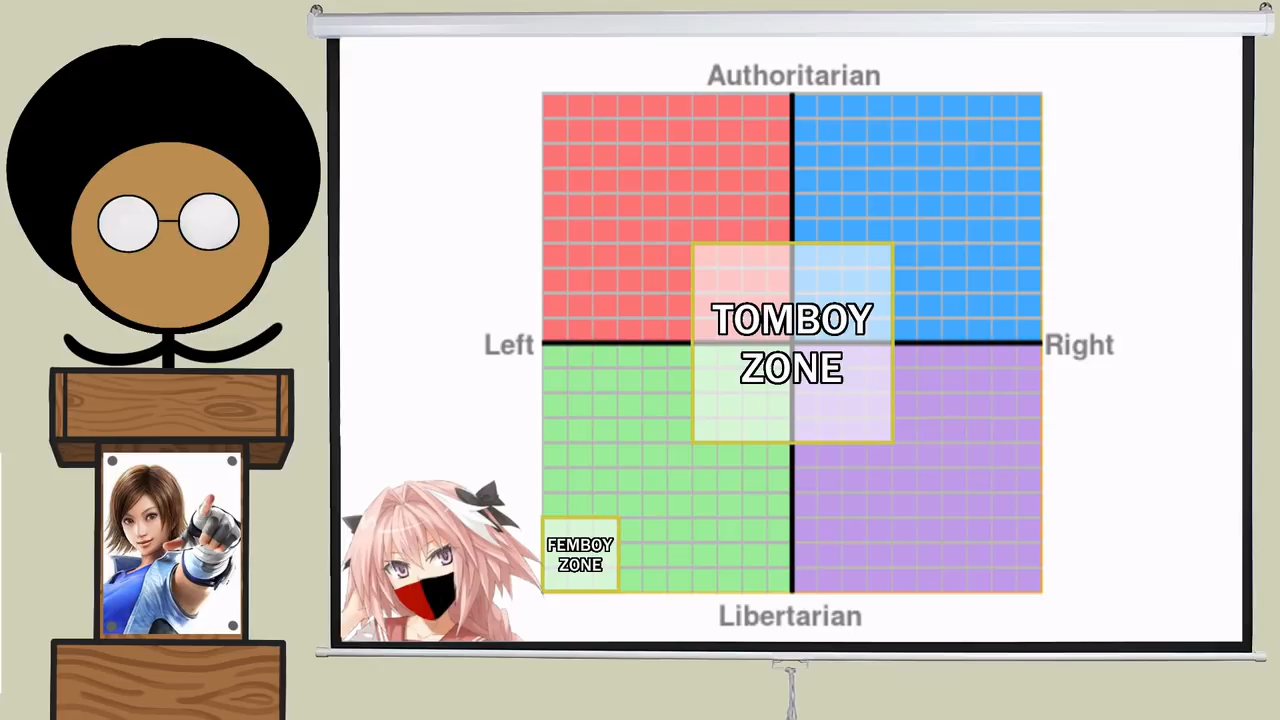 Authoritarian
TOMBOY
ZONE
Left
Right
FEMBOY
ZONE
Libertarian